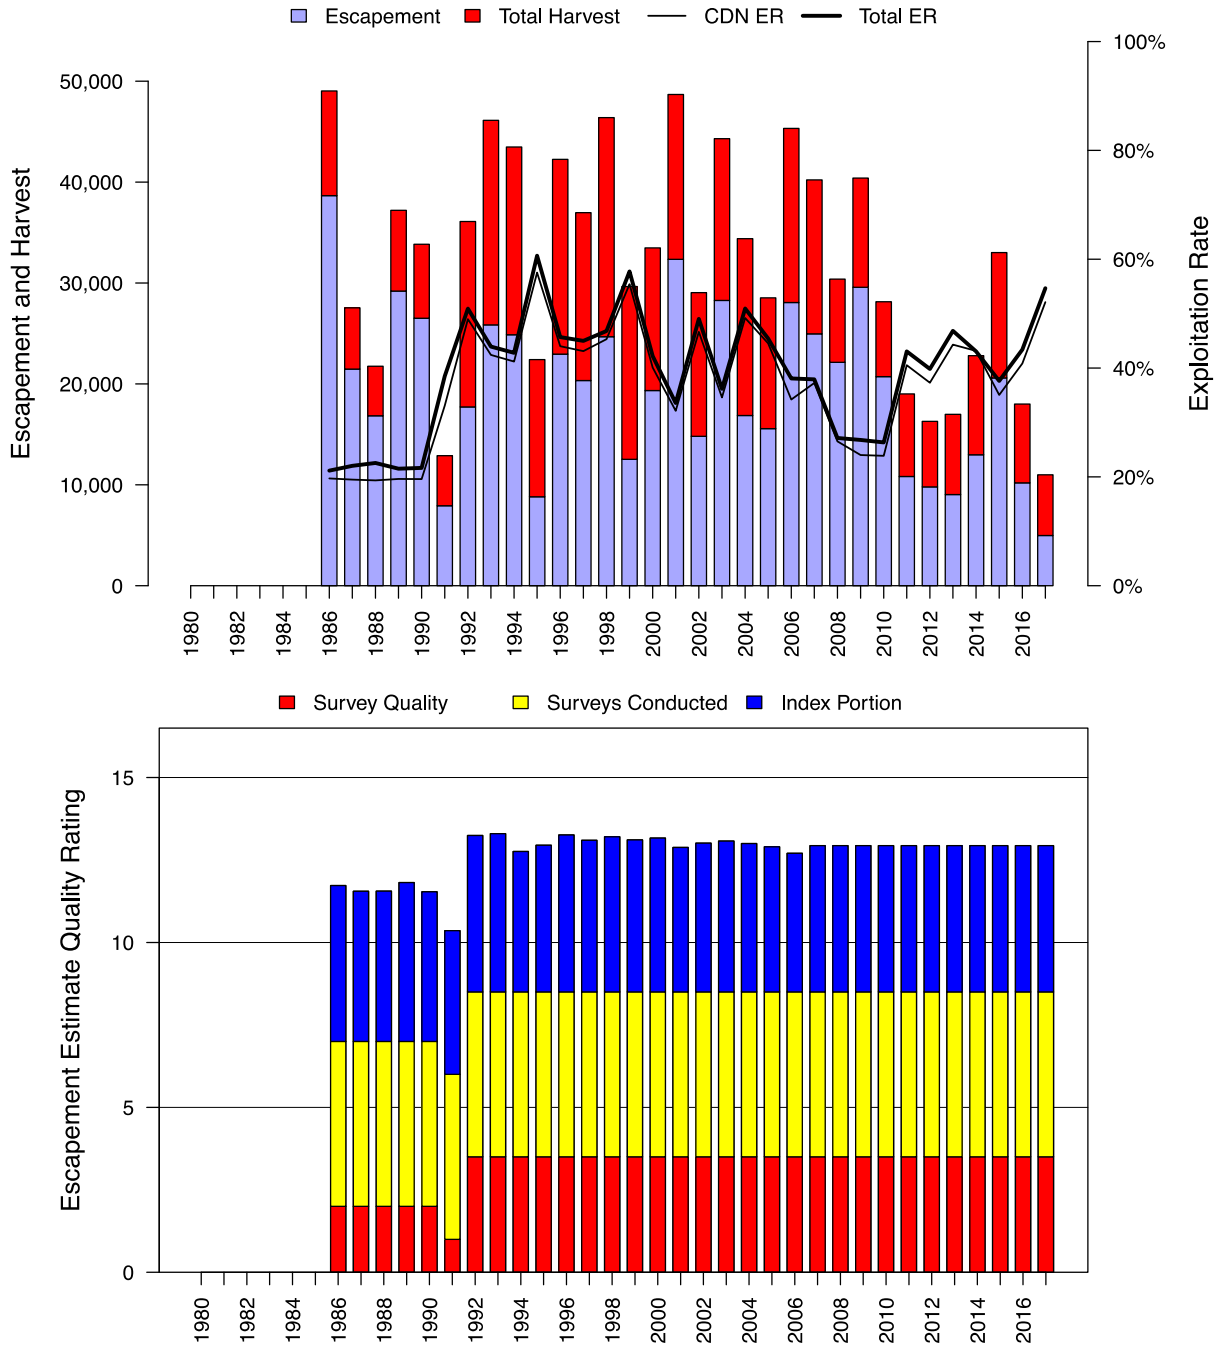 Escapement Total Harvest CDN ER Total ER
Escapement and Harvest
50,000
40,000
30,000
20,000
10,000
0
100%
80%
60%
40%
20%
0%
Exploitation Rate
1980 1982 1984 1986 1988 1990 1992 1994 1996 1998 2000 2002 2004 2006 2008 2010 2012 2014 2016
Survey Quality Surveys Conducted Index Portion
Escapement Estimate Quality Rating
15
10
5
0
1980 1982 1984 1986 1988 1990 1992 1994 1996 1998 2000 2002 2004 2006 2008 2010 2012 2014 2016